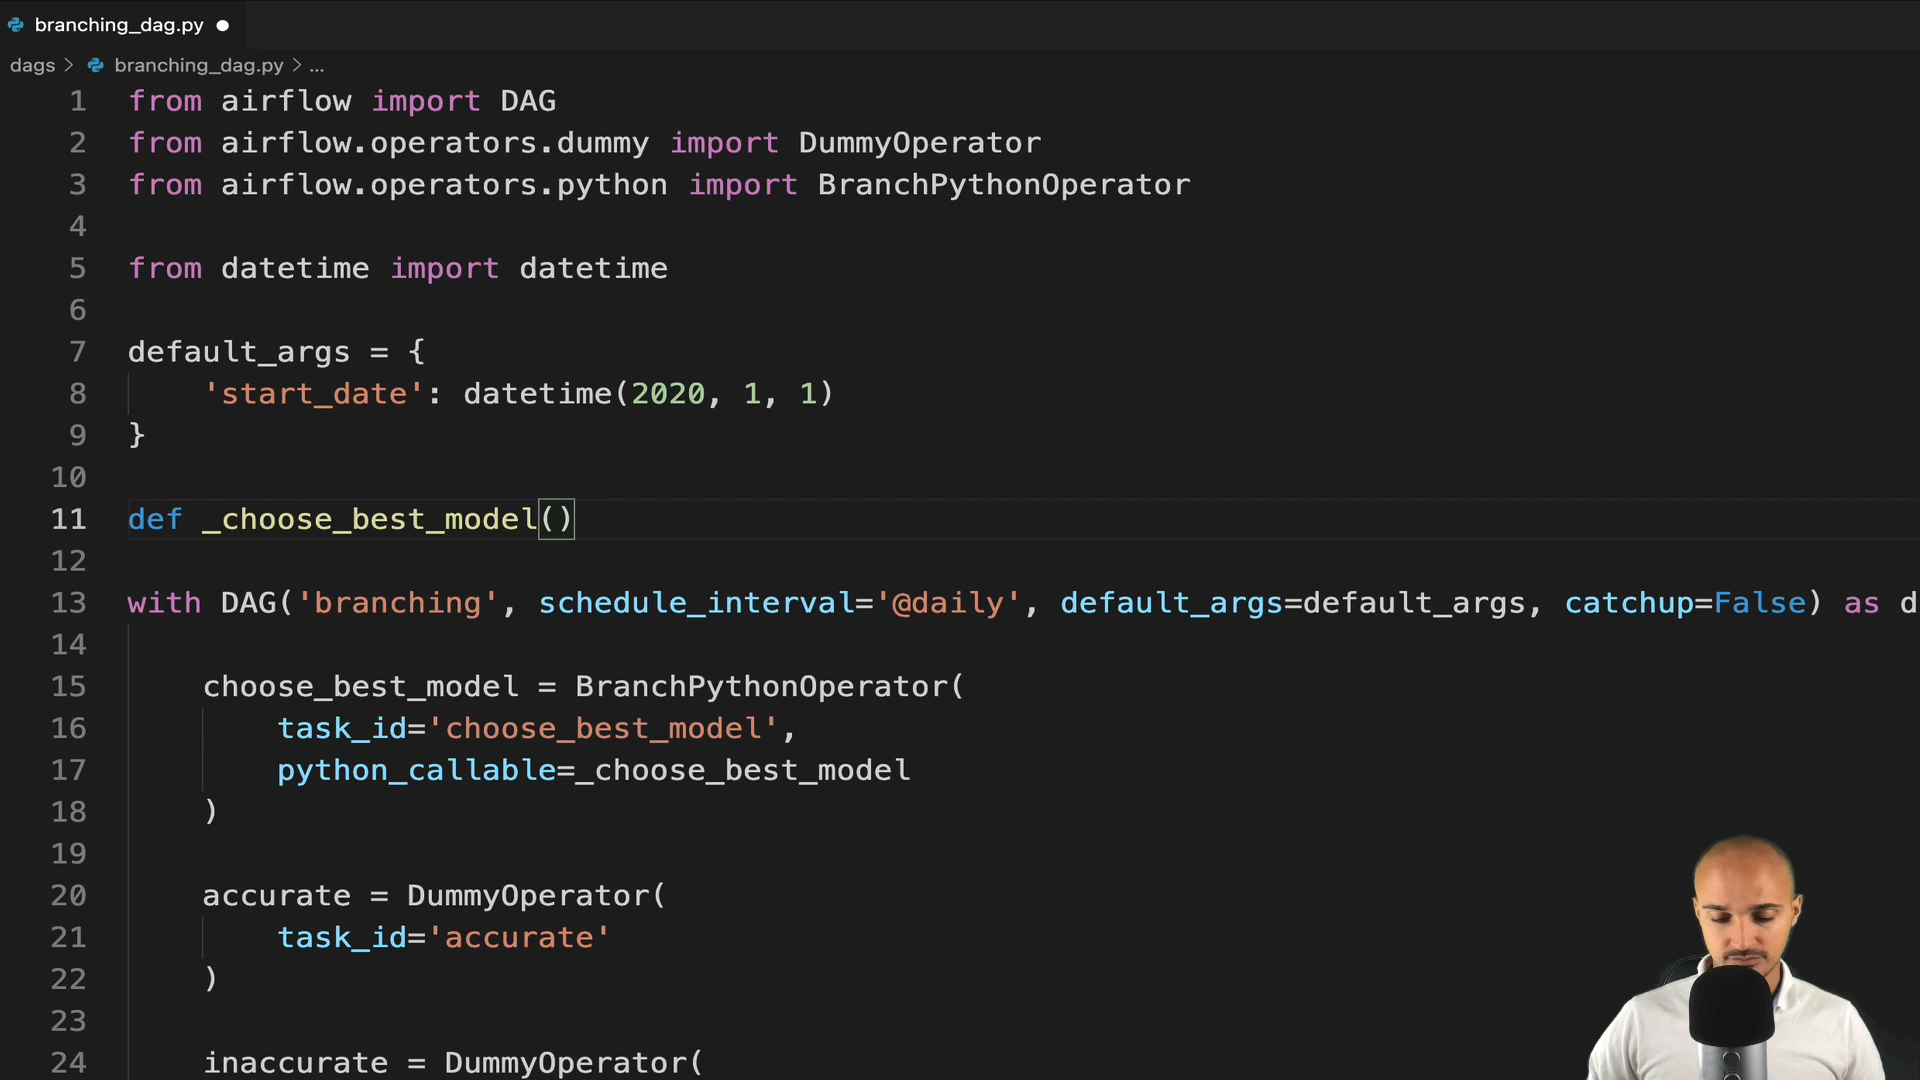 branching_dag.py
dags > branching_dag.py > ...
1 from airflow import DAG
2 from airflow.operators.dummy import DummyOperator
3 from airflow.operators.python import BranchPythonOperator
4
5 from datetime import datetime
6
7 default_args = {
8     'start_date': datetime(2020, 1, 1)
9 }
10
11 def _choose_best_model()
12
13 with DAG('branching', schedule_interval='@daily', default_args=default_args, catchup=False) as d
14
15     choose_best_model = BranchPythonOperator(
16         task_id='choose_best_model',
17         python_callable=_choose_best_model
18     )
19
20     accurate = DummyOperator(
21         task_id='accurate'
22     )
23
24     inaccurate = DummyOperator(